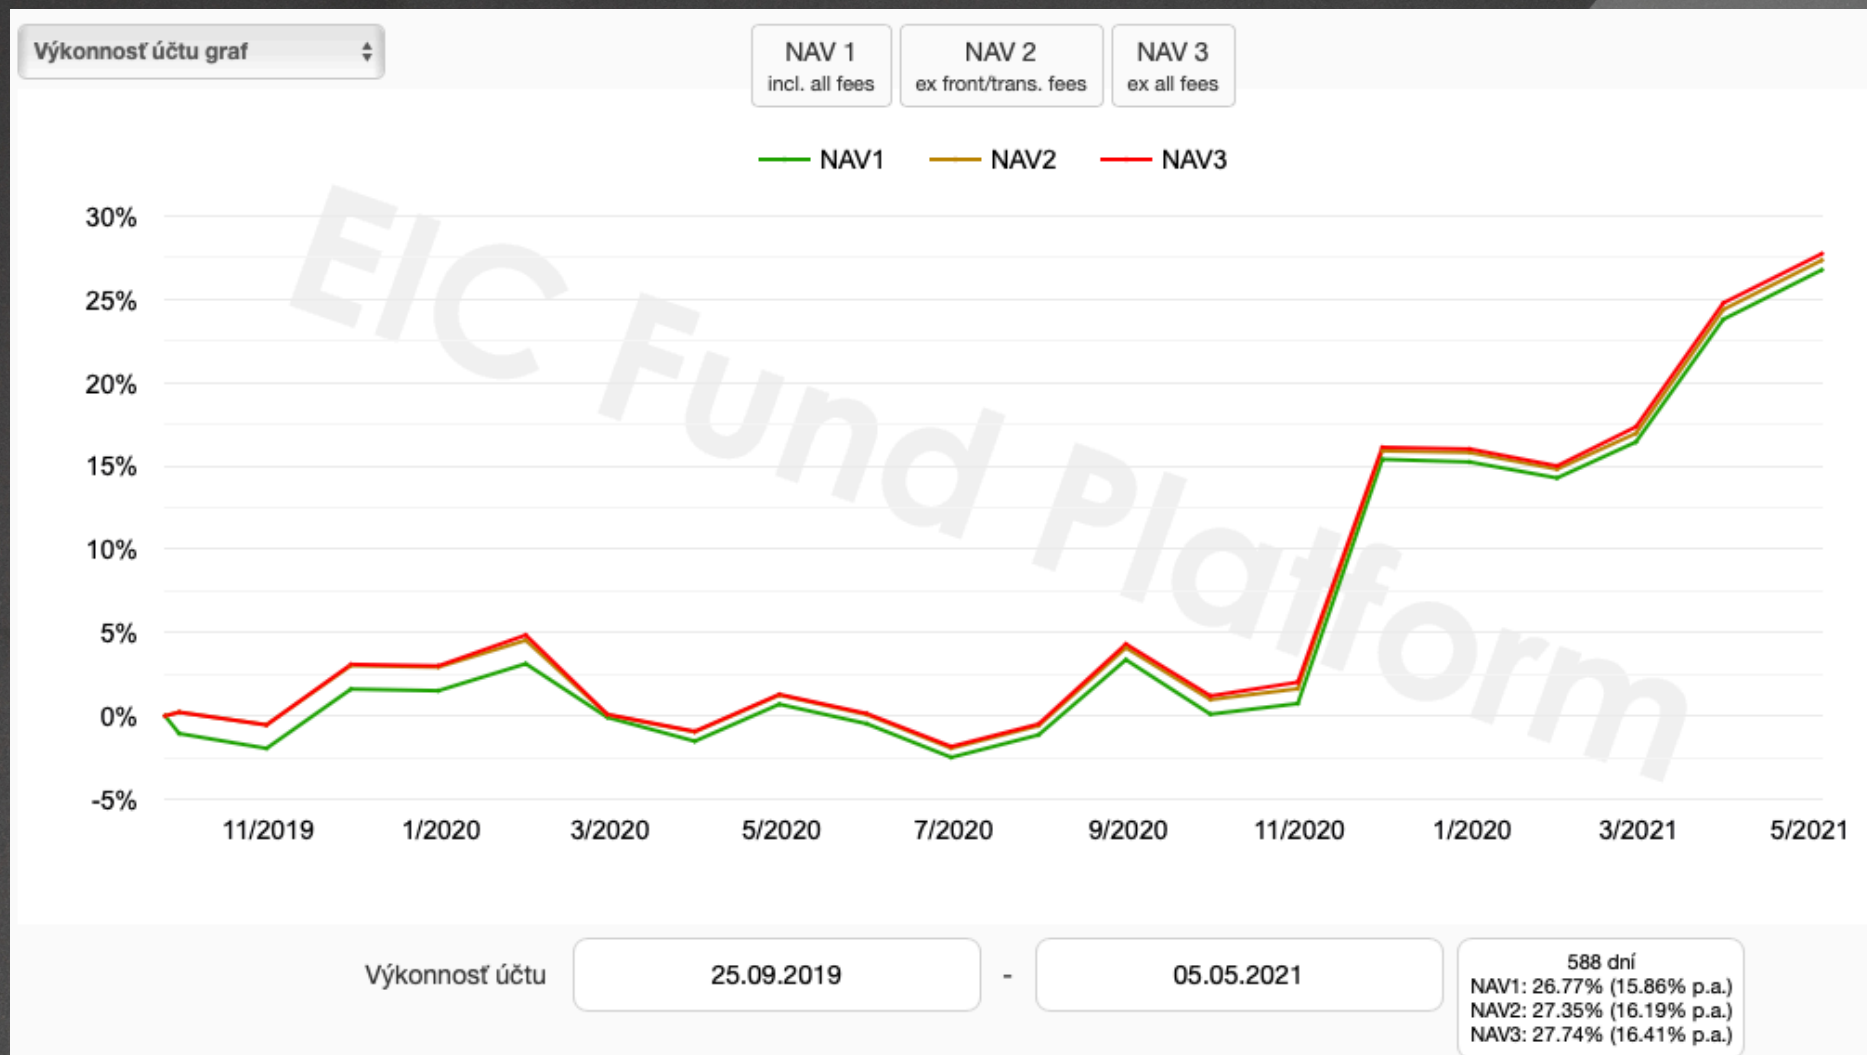 Výkonnosť účtu graf
NAV 1
incl. all fees
NAV 2
ex front/trans. fees
NAV 3
ex all fees
NAV1
NAV2
NAV3
EIC Fund Platform
30%
25%
20%
15%
10%
5%
0%
-5%
11/2019
1/2020
3/2020
5/2020
7/2020
9/2020
11/2020
1/2020
3/2021
5/2021
Výkonnosť účtu
25.09.2019
-
05.05.2021
588 dní
NAV1: 26.77% (15.86% p.a.)
NAV2: 27.35% (16.19% p.a.)
NAV3: 27.74% (16.41% p.a.)